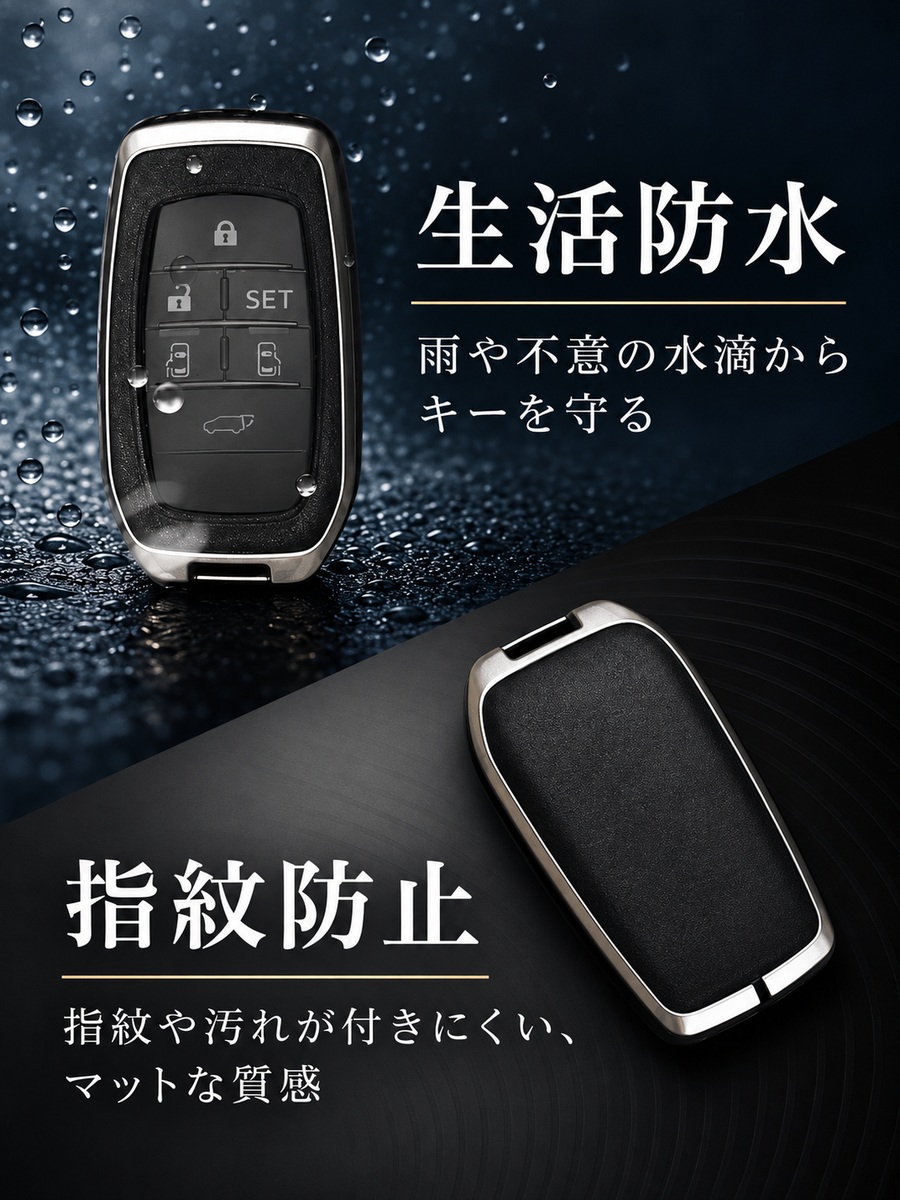 生活防水
雨や不意の水滴から
キーを守る
SET
指紋防止
指紋や汚れが付きにくい、
マットな質感